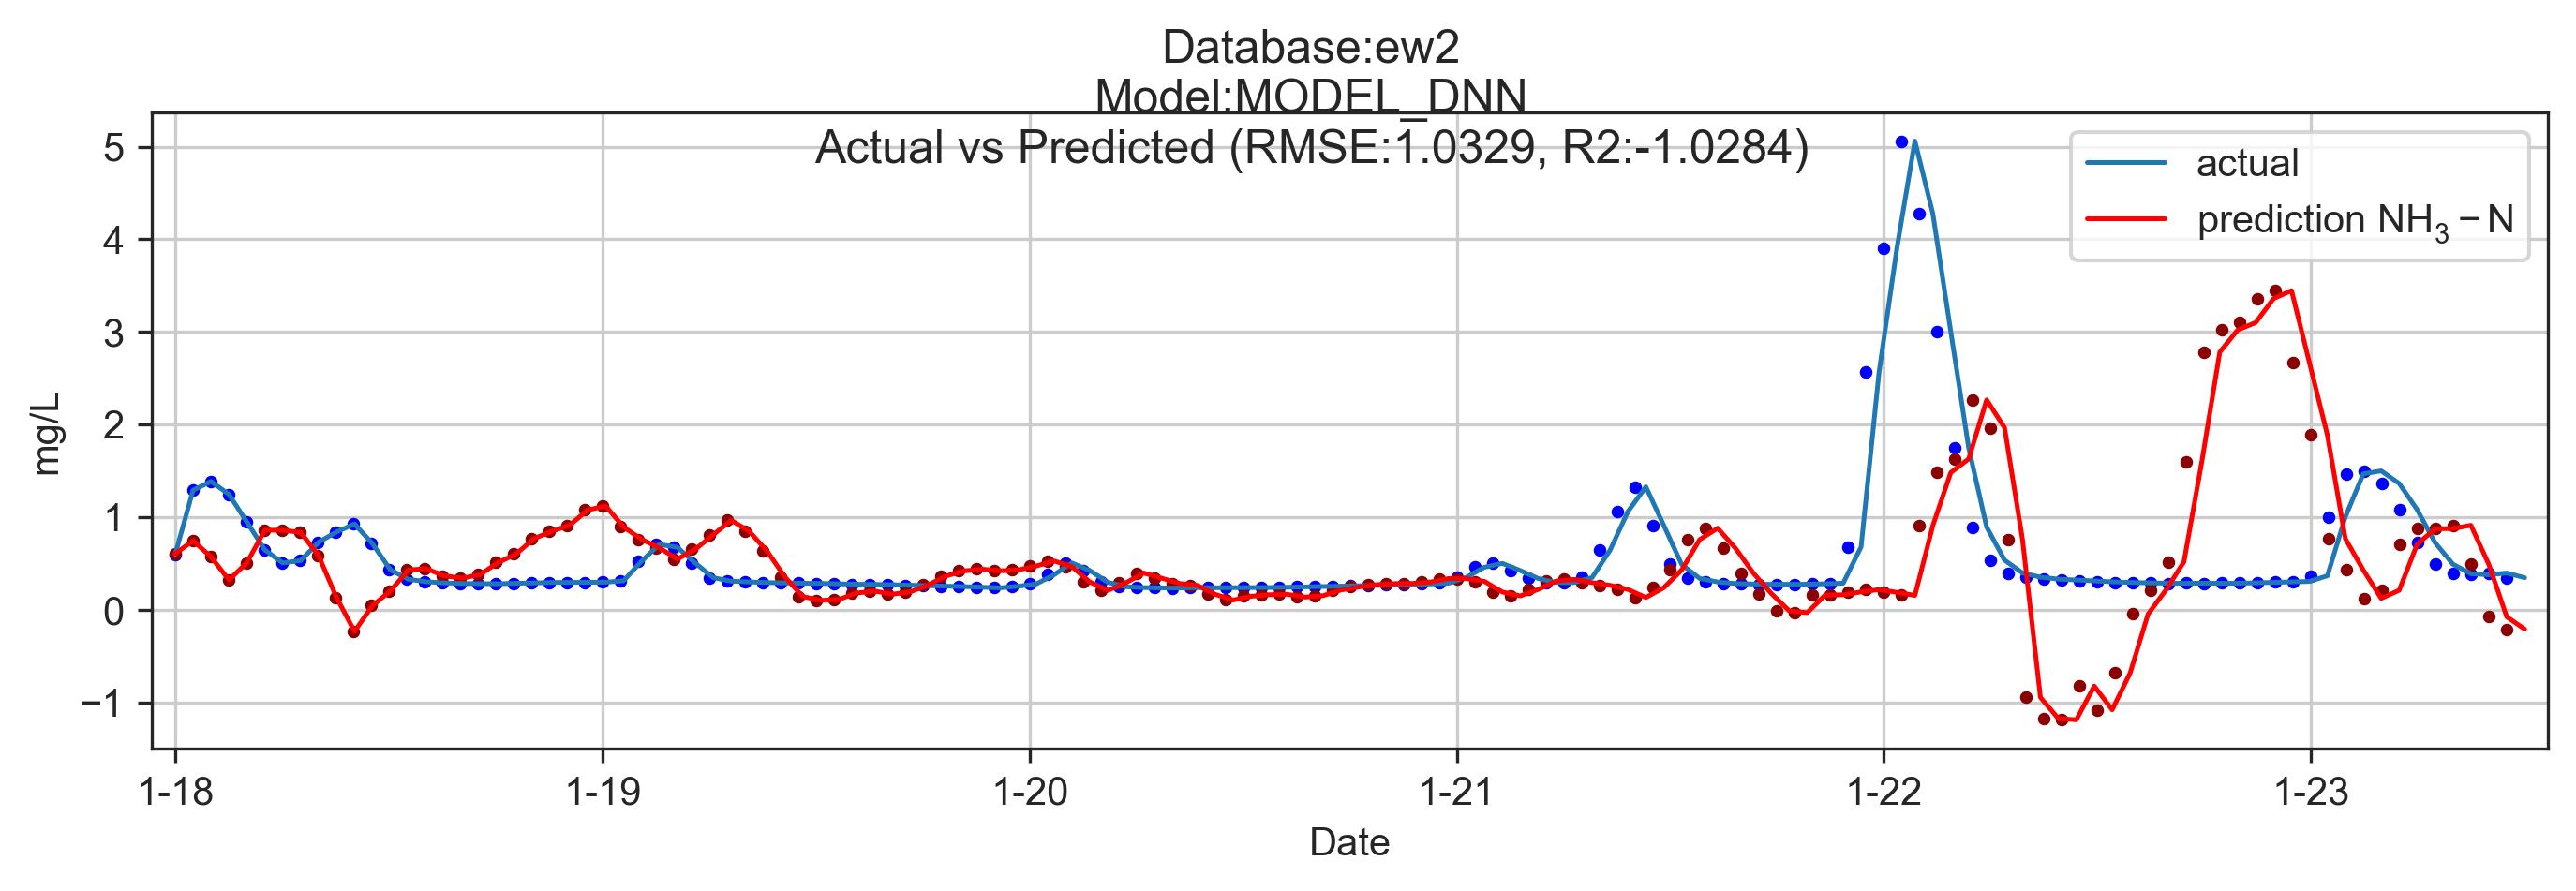 Database:ew2
Model:MODEL_DNN
Actual vs Predicted (RMSE:1.0329, R2:-1.0284)
actual
prediction NH₃ − N
5
4
3
2
1
0
−1
mg/L
1-18 1-19 1-20 1-21 1-22 1-23
Date